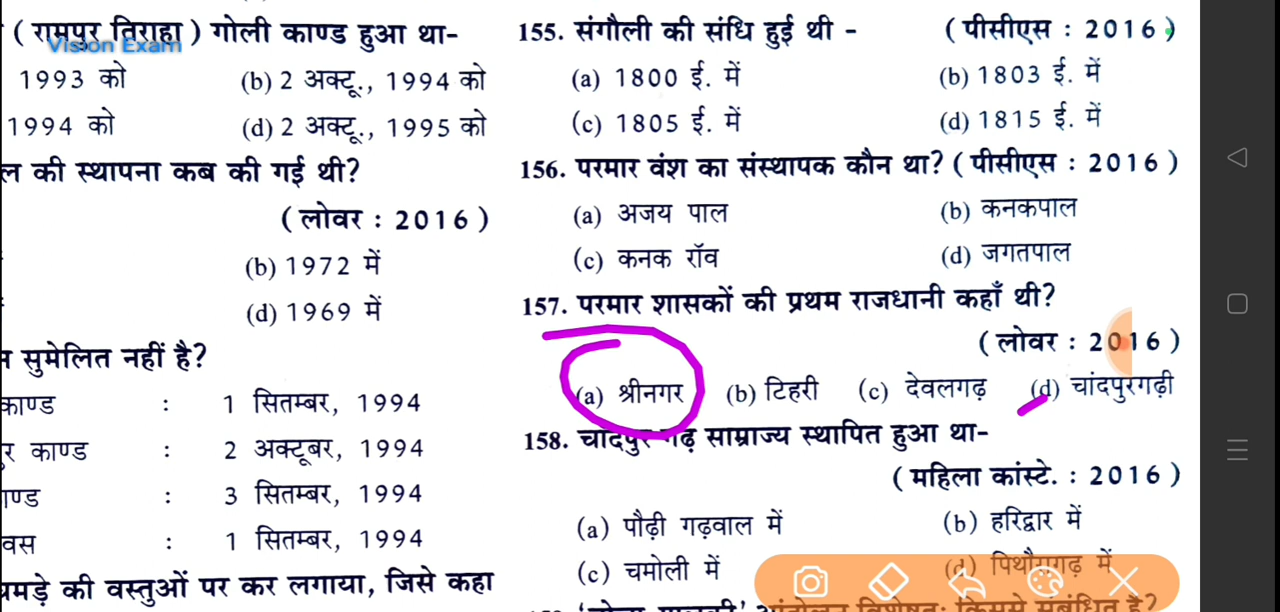 ( रामपुर तिराहा ) गोली काण्ड हुआ था-
Vision Exam
1993 को (b) 2 अक्टू., 1994 को
1994 को (d) 2 अक्टू., 1995 को
ल की स्थापना कब की गई थी?
( लोवर : 2016 )
(b) 1972 में
(d) 1969 में
सुमेलित नहीं है?
काण्ड : 1 सितम्बर, 1994
र काण्ड : 2 अक्टूबर, 1994
ाण्ड : 3 सितम्बर, 1994
वस : 1 सितम्बर, 1994
मड़े की वस्तुओं पर कर लगाया, जिसे कहा
155. संगौली की संधि हुई थी - ( पीसीएस : 2016 )
(a) 1800 ई. में (b) 1803 ई. में
(c) 1805 ई. में (d) 1815 ई. में
156. परमार वंश का संस्थापक कौन था? ( पीसीएस : 2016 )
(a) अजय पाल (b) कनकपाल
(c) कनक रॉव (d) जगतपाल
157. परमार शासकों की प्रथम राजधानी कहाँ थी?
( लोवर : 2016 )
(a) श्रीनगर (b) टिहरी (c) देवलगढ़ (d) चांदपुरगढ़ी
158. चांदपुर गढ़ साम्राज्य स्थापित हुआ था-
( महिला कांस्टे. : 2016 )
(a) पौढ़ी गढ़वाल में (b) हरिद्वार में
(c) चमोली में (d) पिथौरागढ़ में